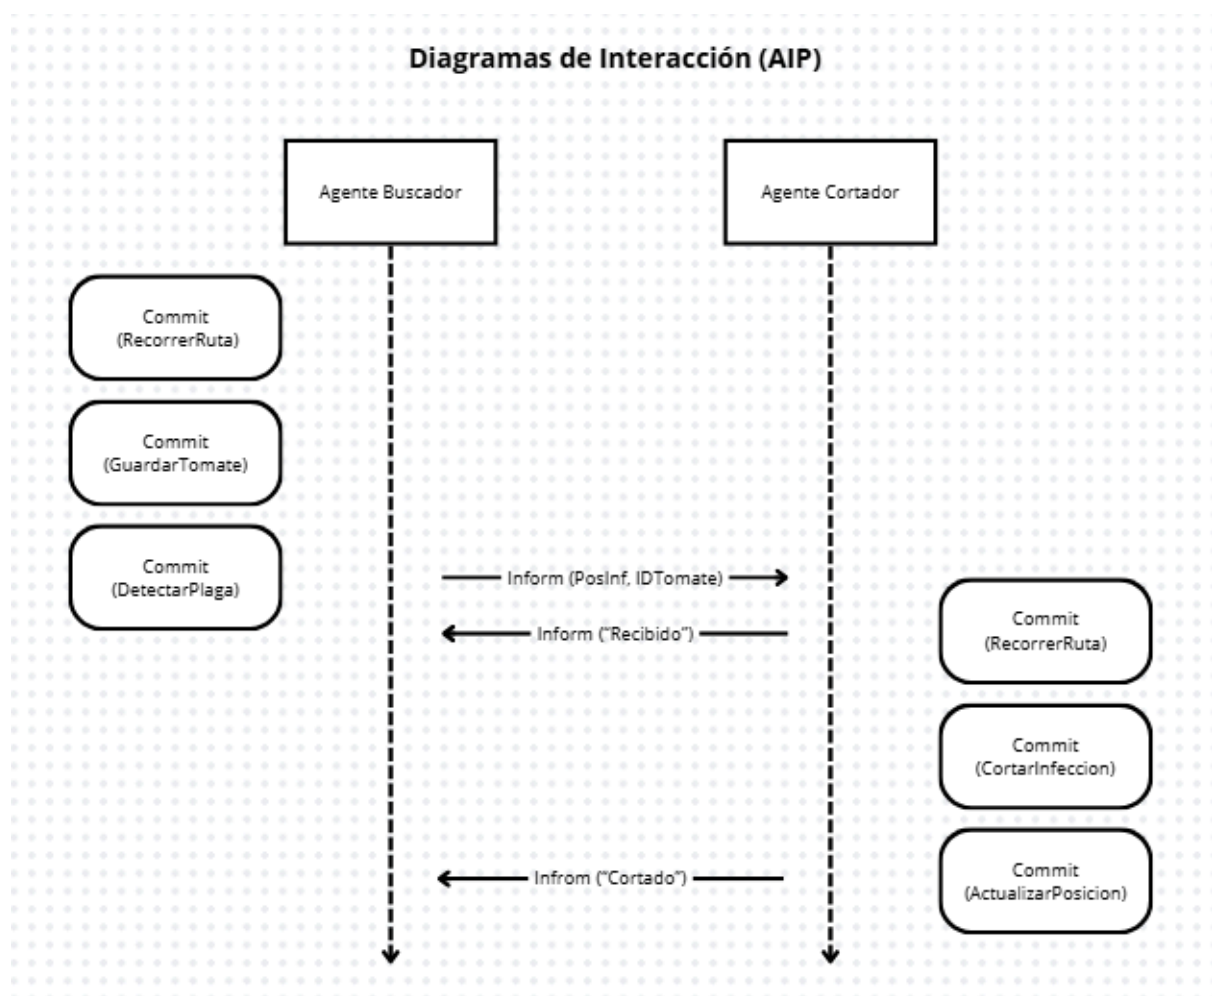 Diagramas de Interacción (AIP)
Agente Buscador
Agente Cortador
Commit
(RecorrerRuta)
Commit
(GuardarTomate)
Commit
(DetectarPlaga)
Inform (PosInf, IDTomate)
Inform (“Recibido”)
Commit
(RecorrerRuta)
Commit
(CortarInfeccion)
Infrom (“Cortado”)
Commit
(ActualizarPosicion)